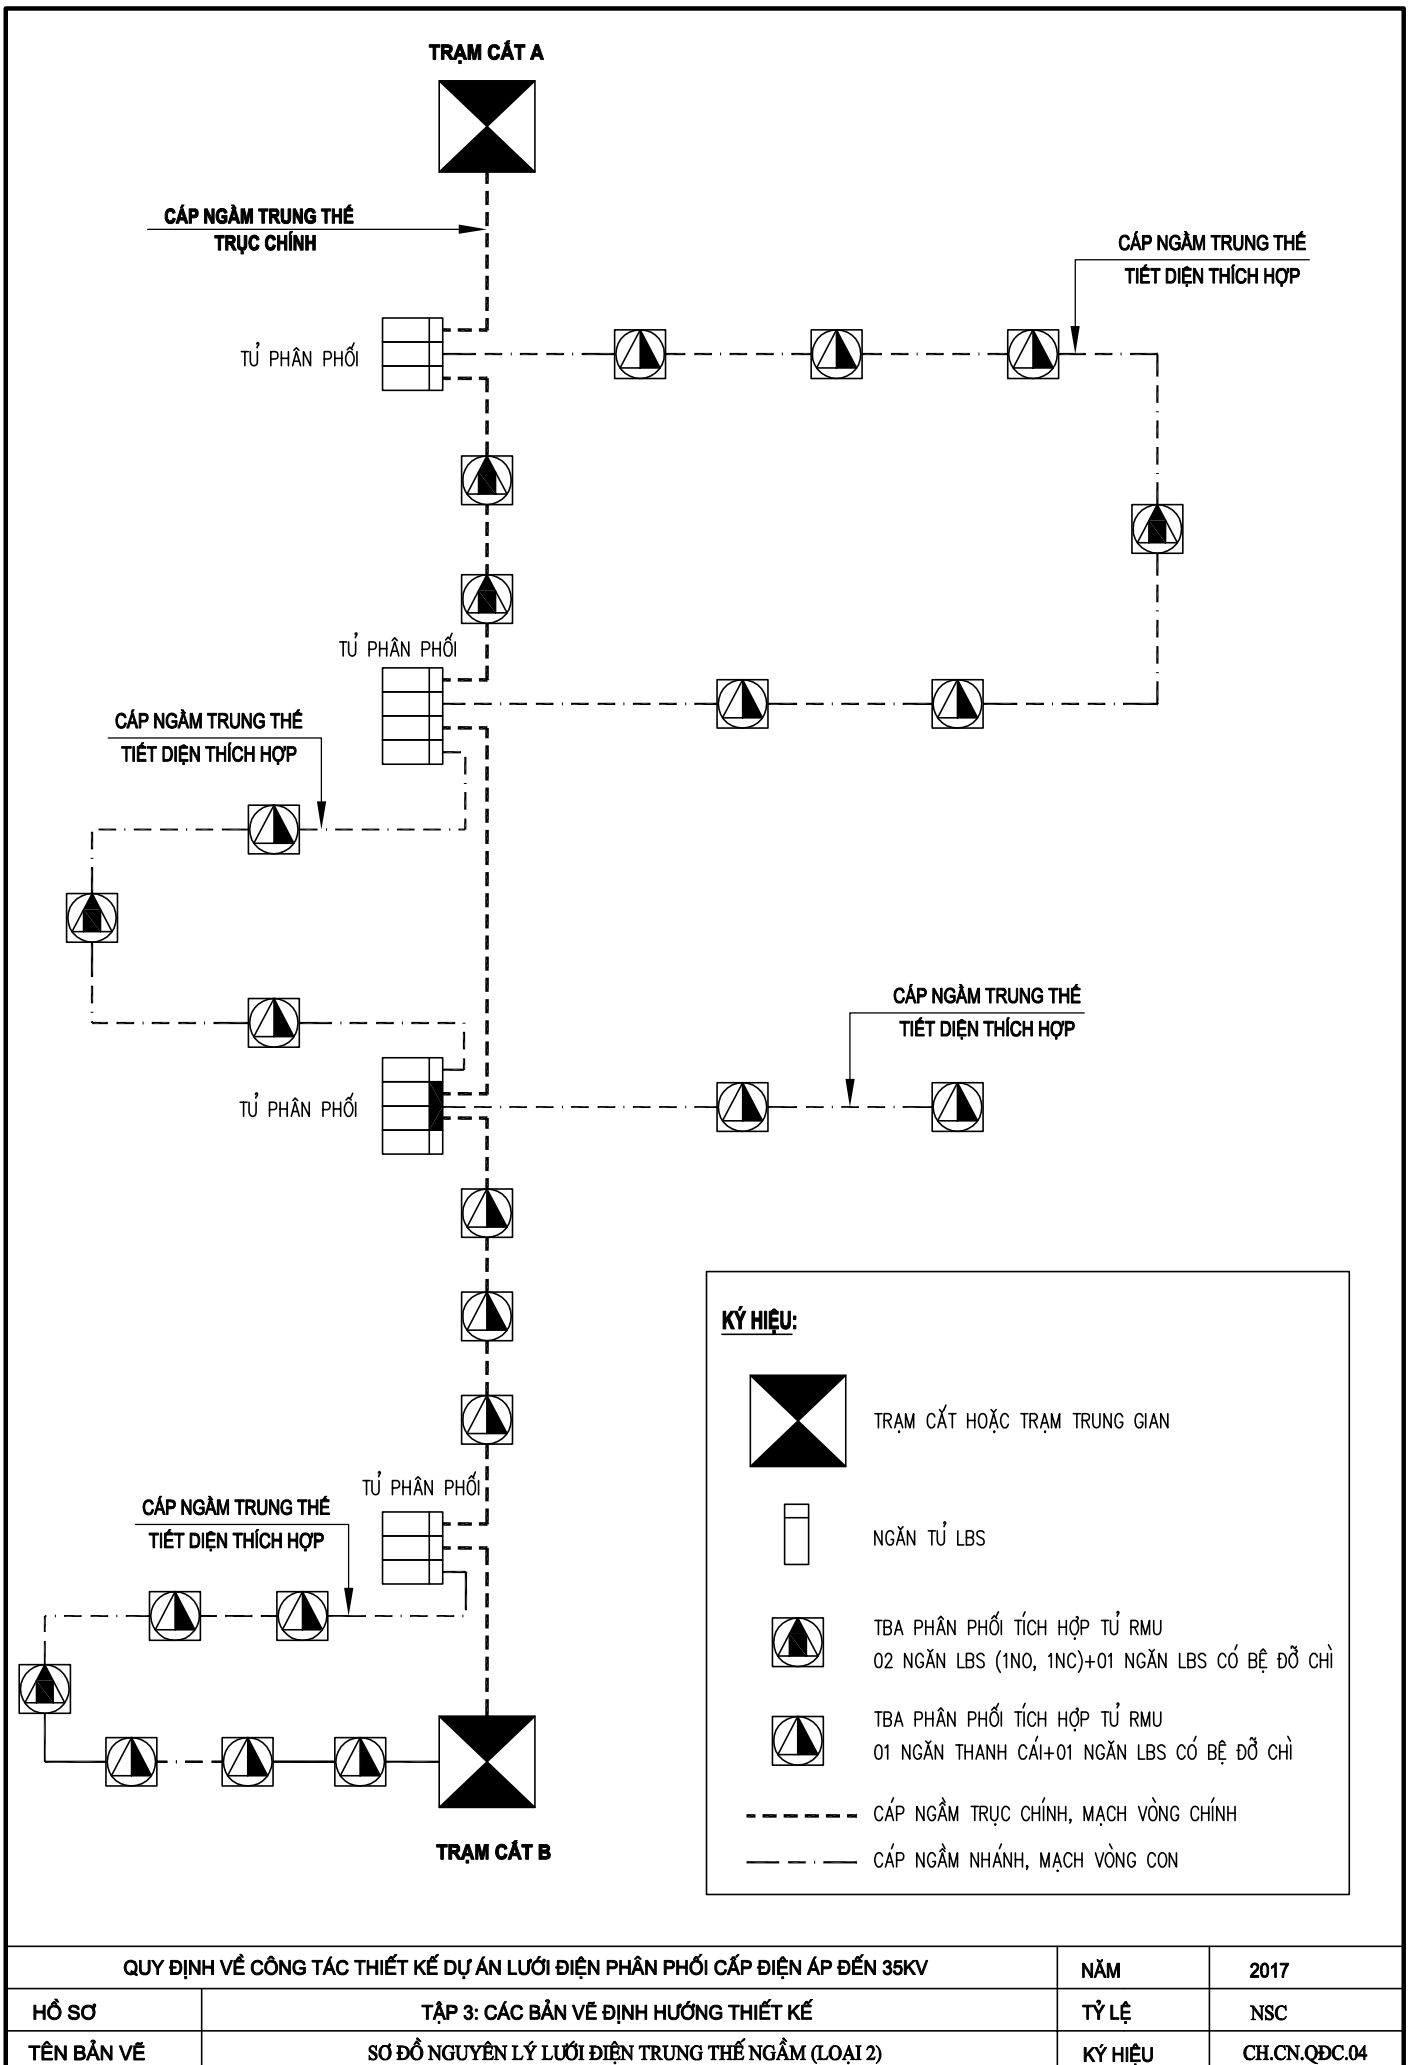 TRẠM CẮT A
CÁP NGẦM TRUNG THẾ
TRỤC CHÍNH
CÁP NGẦM TRUNG THẾ
TIẾT DIỆN THÍCH HỢP
TỦ PHÂN PHỐI
TỦ PHÂN PHỐI
CÁP NGẦM TRUNG THẾ
TIẾT DIỆN THÍCH HỢP
CÁP NGẦM TRUNG THẾ
TIẾT DIỆN THÍCH HỢP
TỦ PHÂN PHỐI
TỦ PHÂN PHỐI
CÁP NGẦM TRUNG THẾ
TIẾT DIỆN THÍCH HỢP
TRẠM CẮT B
KÝ HIỆU:
TRẠM CẮT HOẶC TRẠM TRUNG GIAN
NGĂN TỦ LBS
TBA PHÂN PHỐI TÍCH HỢP TỦ RMU
02 NGĂN LBS (1NO, 1NC)+01 NGĂN LBS CÓ BỆ ĐỠ CHÌ
TBA PHÂN PHỐI TÍCH HỢP TỦ RMU
01 NGĂN THANH CÁI+01 NGĂN LBS CÓ BỆ ĐỠ CHÌ
CÁP NGẦM TRỤC CHÍNH, MẠCH VÒNG CHÍNH
CÁP NGẦM NHÁNH, MẠCH VÒNG CON
QUY ĐỊNH VỀ CÔNG TÁC THIẾT KẾ DỰ ÁN LƯỚI ĐIỆN PHÂN PHỐI CẤP ĐIỆN ÁP ĐẾN 35KV
NĂM
2017
HỒ SƠ
TẬP 3: CÁC BẢN VẼ ĐỊNH HƯỚNG THIẾT KẾ
TỶ LỆ
NSC
TÊN BẢN VẼ
SƠ ĐỒ NGUYÊN LÝ LƯỚI ĐIỆN TRUNG THẾ NGẦM (LOẠI 2)
KÝ HIỆU
CH.CN.QĐC.04